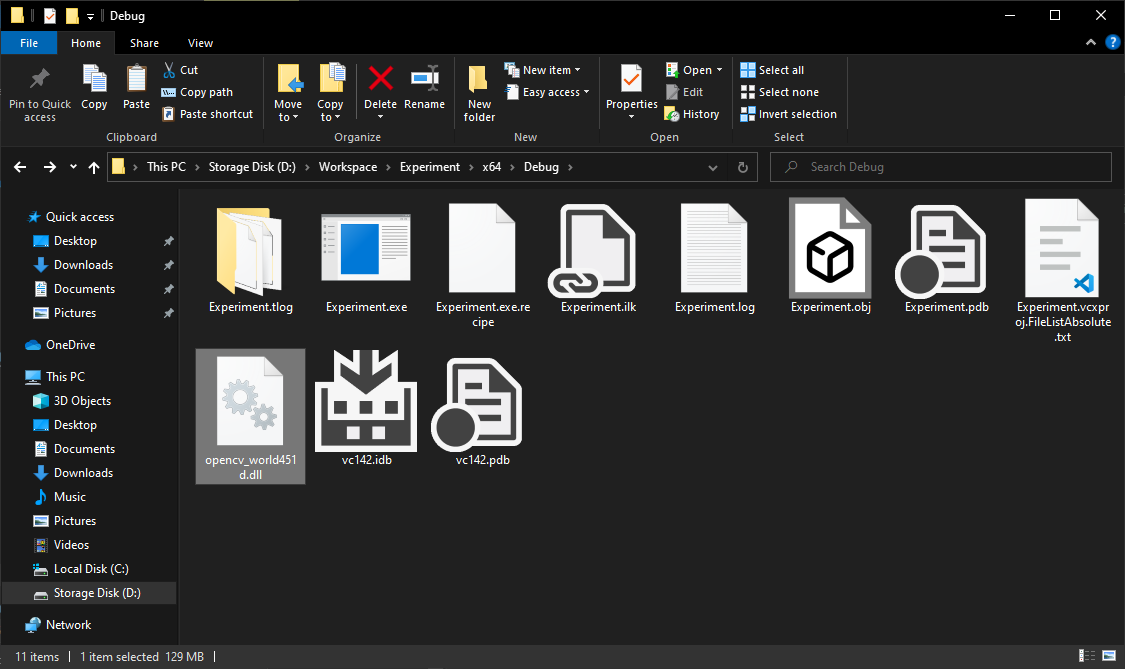 Debug
File
Home
Share
View
Pin to Quick
access
Copy
Paste
Cut
Copy path
Paste shortcut
Clipboard
Move
to
Copy
to
Delete
Rename
Organize
New
folder
New item
Easy access
New
Properties
Open
Edit
History
Open
Select all
Select none
Invert selection
Select
This PC
Storage Disk (D:)
Workspace
Experiment
x64
Debug
Search Debug
Quick access
Desktop
Downloads
Documents
Pictures
OneDrive
This PC
3D Objects
Desktop
Documents
Downloads
Music
Pictures
Videos
Local Disk (C:)
Storage Disk (D:)
Network
Experiment.tlog
Experiment.exe
Experiment.exe.re
cipe
Experiment.ilk
Experiment.log
Experiment.obj
Experiment.pdb
Experiment.vcxpr
oj.FileListAbsolute
.txt
opencv_world451
d.dll
vc142.idb
vc142.pdb
11 items
1 item selected 129 MB